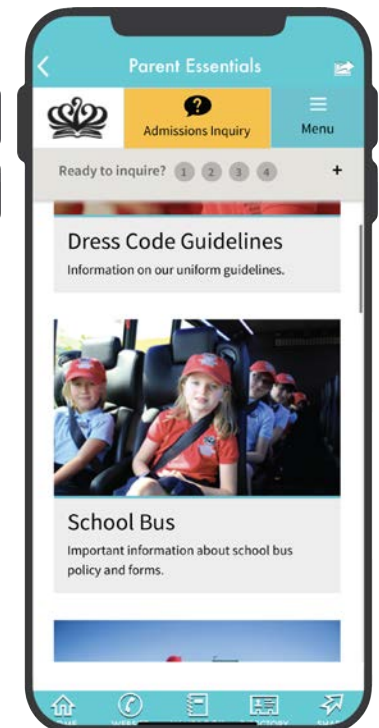 Parent Essentials
?
Admissions Inquiry
Menu
Ready to inquire? 1 2 3 4 +
Dress Code Guidelines
Information on our uniform guidelines.
School Bus
Important information about school bus
policy and forms.